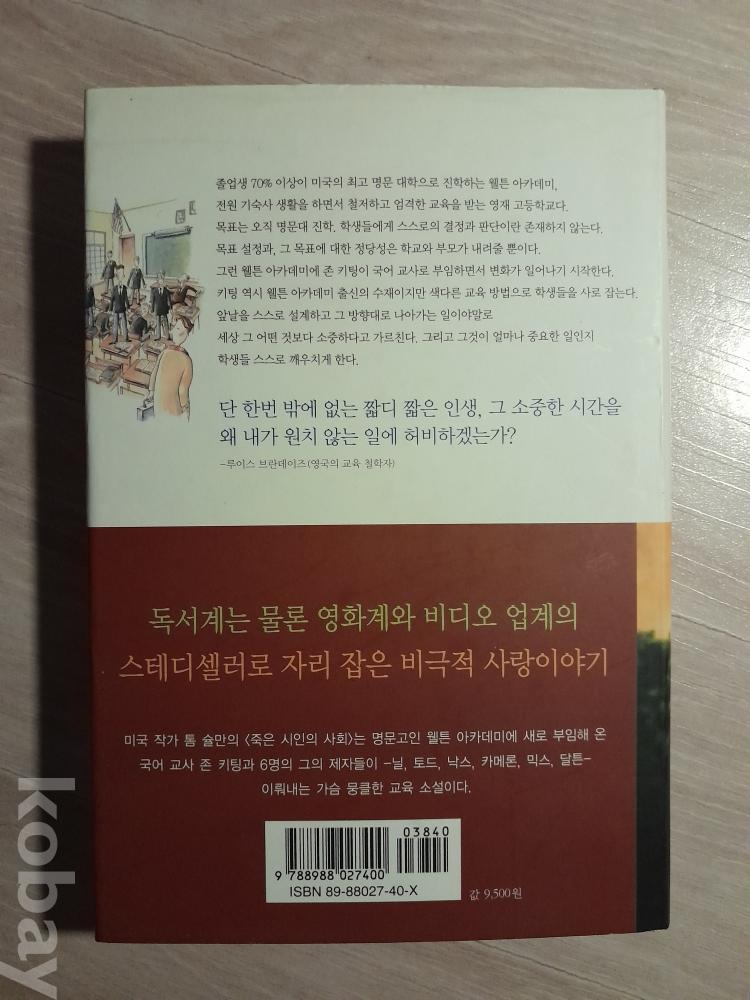 졸업생 70% 이상이 미국의 최고 명문 대학으로 진학하는 웰튼 아카데미,
전원 기숙사 생활을 하면서 철저하고 엄격한 교육을 받는 영재 고등학교다.
목표는 오직 명문대 진학. 학생들에게 스스로의 결정과 판단이란 존재하지 않는다.
목표 설정과, 그 목표에 대한 정당성은 학교와 부모가 내려줄 뿐이다.
그런 웰튼 아카데미에 존 키팅이 국어 교사로 부임하면서 변화가 일어나기 시작한다.
키팅 역시 웰튼 아카데미 출신의 수재이지만 색다른 교육 방법으로 학생들을 사로 잡는다.
앞날을 스스로 설계하고 그 방향대로 나아가는 일이야말로
세상 그 어떤 것보다 소중하다고 가르친다. 그리고 그것이 얼마나 중요한 일인지
학생들 스스로 깨우치게 한다.
단 한번 밖에 없는 짧디 짧은 인생, 그 소중한 시간을
왜 내가 원치 않는 일에 허비하겠는가?
-루이스 브란데이즈(영국의 교육 철학자)
독서계는 물론 영화계와 비디오 업계의
스테디셀러로 자리 잡은 비극적 사랑이야기
미국 작가 톰 슐만의 〈죽은 시인의 사회〉는 명문고인 웰튼 아카데미에 새로 부임해 온
국어 교사 존 키팅과 6명의 그의 제자들이 -닐, 토드, 낙스, 카메론, 믹스, 달튼-
이뤄내는 가슴 뭉클한 교육 소설이다.
03840
9 788988 027400
ISBN 89-88027-40-X
값 9,500원
kobay